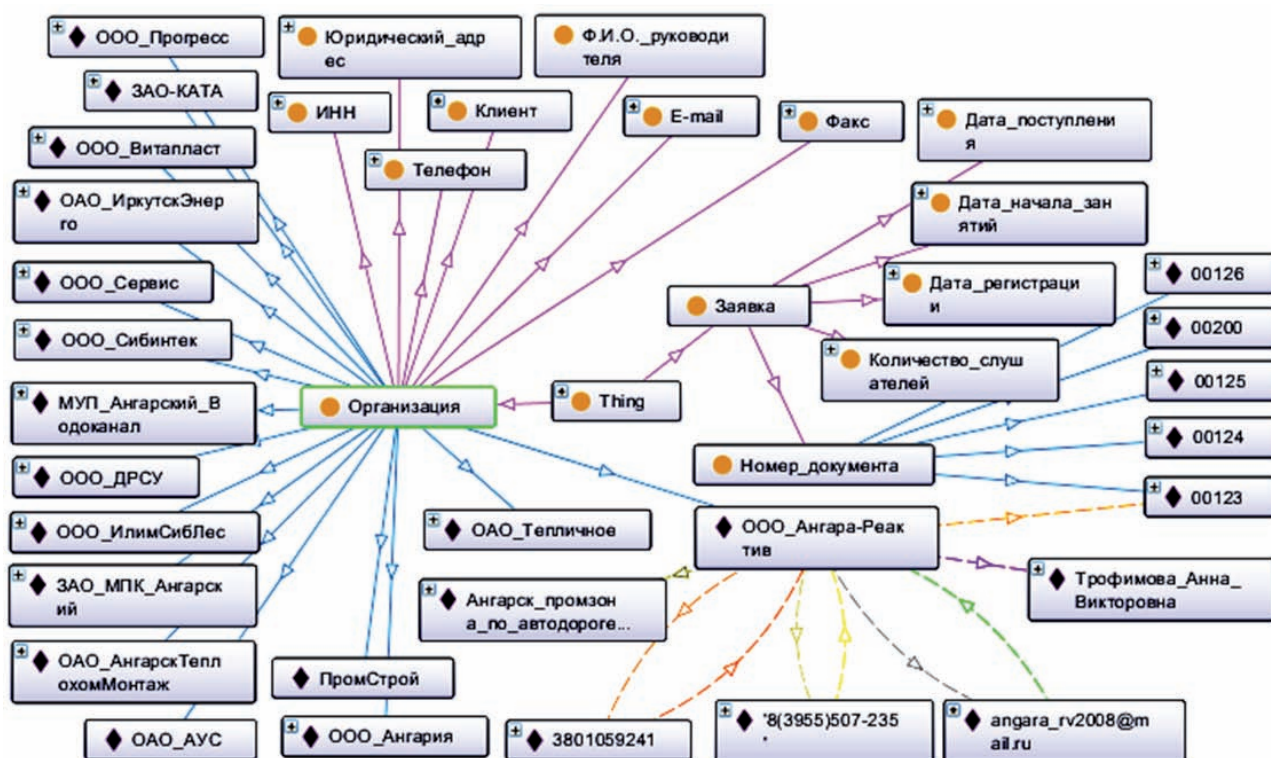 ООО_Прогресс
Юридический_адр
ес
Ф.И.О._руководи
теля
ЗАО-КАТА
ИНН
Клиент
E-mail
Факс
Дата_поступлени
я
ООО_Витапласт
Телефон
ОАО_ИркутскЭнер
го
Дата_начала_зан
ятий
ООО_Сервис
Заявка
Дата_регистраци
и
00126
ООО_Сибинтек
Количество_слуш
ателей
00200
МУП_Ангарский_В
одоканал
Организация
Thing
00125
ООО_ДРСУ
Номер_документа
00124
00123
ООО_ИлимСибЛес
ОАО_Тепличное
ООО_Ангара-Реак
тив
ЗАО_МПК_Ангарск
ий
Ангарск_промзон
а_по_автодороге...
Трофимова_Анна_
Викторовна
ОАО_АнгарскТепл
охомМонтаж
ПромСтрой
ОАО_АУС
ООО_Ангария
3801059241
'8(3955)507-235
'
angara_rv2008@m
ail.ru